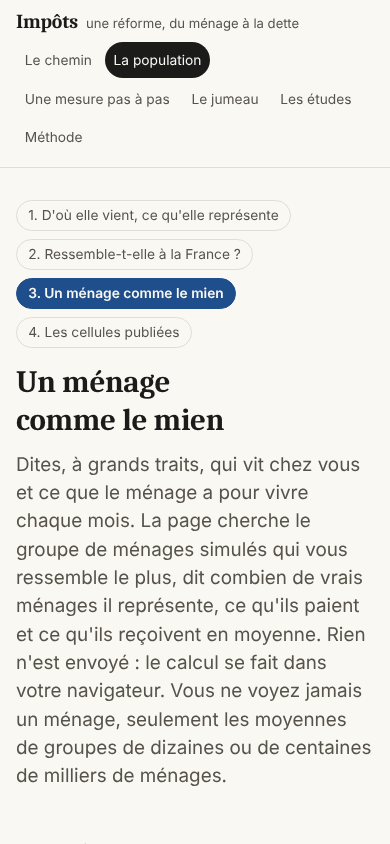 Impôts une réforme, du ménage à la dette
Le chemin La population
Une mesure pas à pas Le jumeau Les études
Méthode
1. D'où elle vient, ce qu'elle représente
2. Ressemble-t-elle à la France ?
3. Un ménage comme le mien
4. Les cellules publiées
Un ménage
comme le mien
Dites, à grands traits, qui vit chez vous
et ce que le ménage a pour vivre
chaque mois. La page cherche le
groupe de ménages simulés qui vous
ressemble le plus, dit combien de vrais
ménages il représente, ce qu'ils paient
et ce qu'ils reçoivent en moyenne. Rien
n'est envoyé : le calcul se fait dans
votre navigateur. Vous ne voyez jamais
un ménage, seulement les moyennes
de groupes de dizaines ou de centaines
de milliers de ménages.